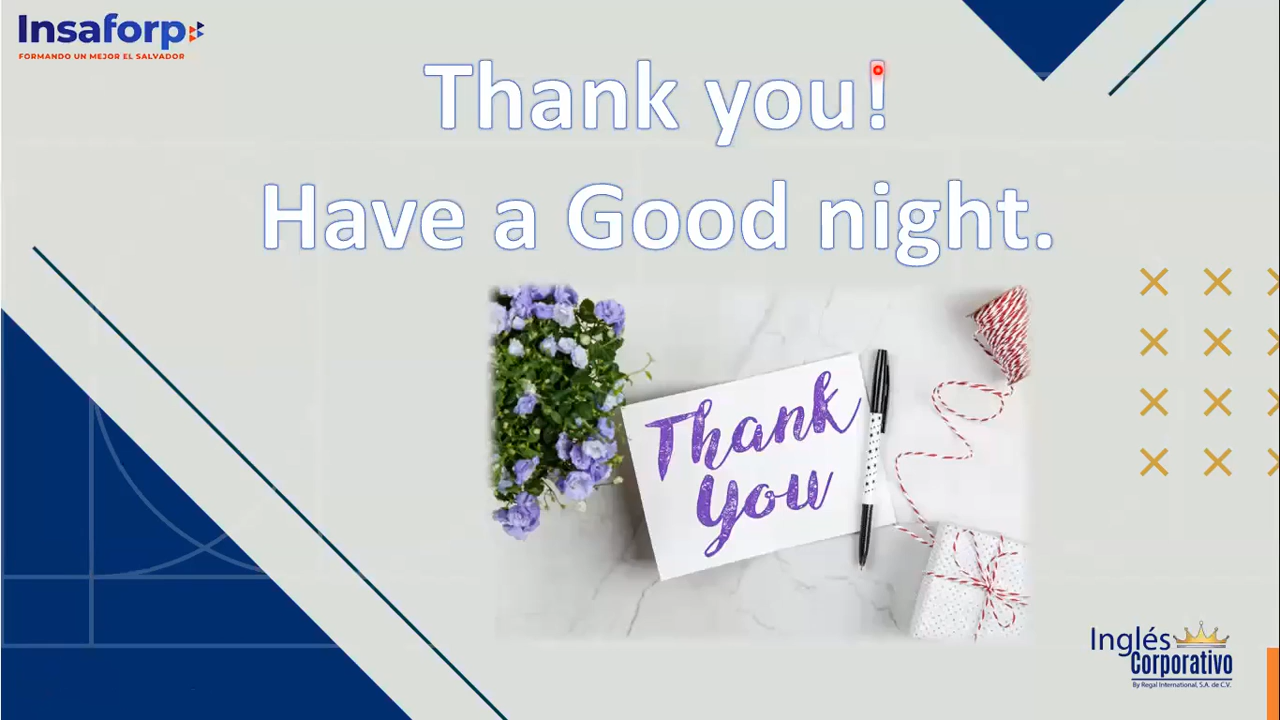 Insaforp
FORMANDO UN MEJOR EL SALVADOR
Thank you!
Have a Good night.
Thank
You
Inglés
Corporativo
By Regal International, S.A. de C.V.